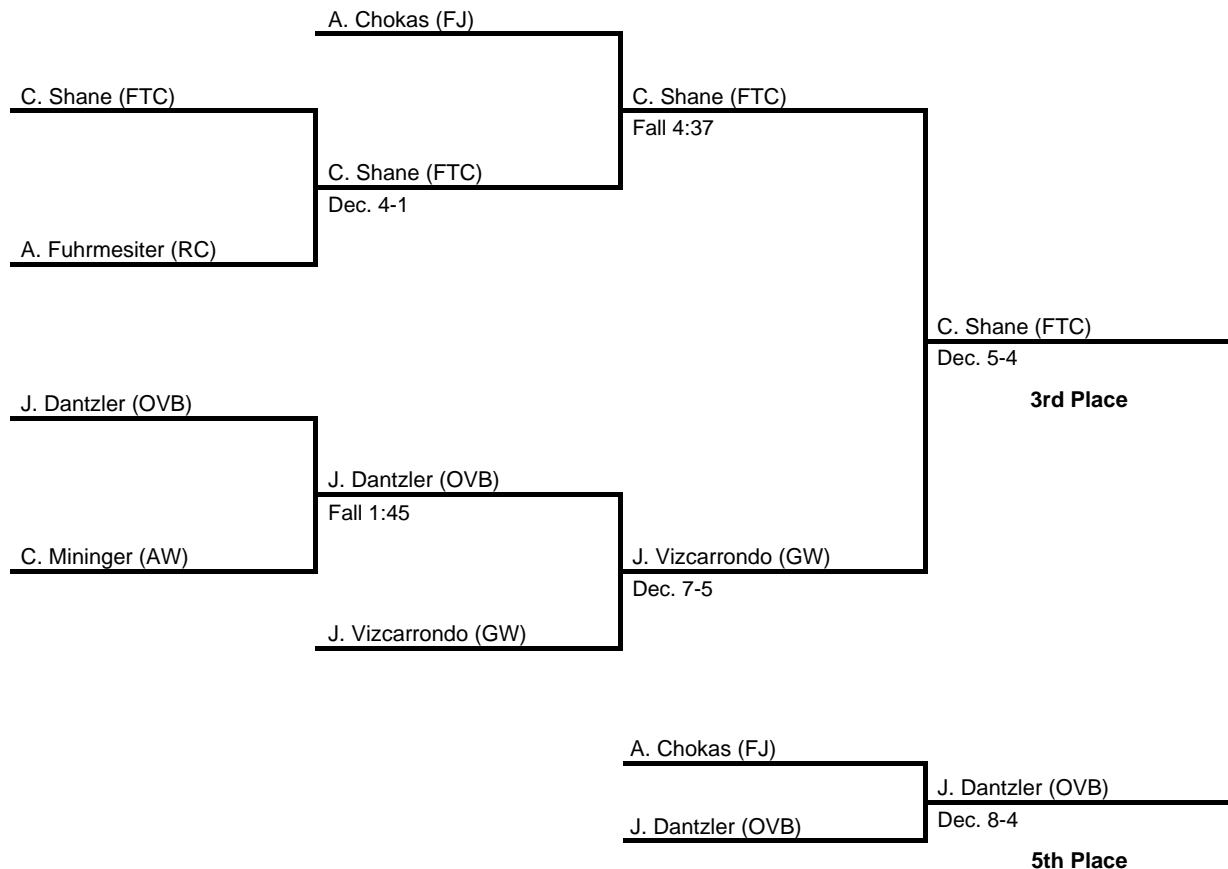 A. Chokas (FJ)
C. Shane (FTC)
C. Shane (FTC)
Fall 4:37
C. Shane (FTC)
Dec. 4-1
A. Fuhrmesiter (RC)
C. Shane (FTC)
Dec. 5-4
3rd Place
J. Dantzler (OVB)
J. Dantzler (OVB)
Fall 1:45
C. Mininger (AW)
J. Vizcarrondo (GW)
Dec. 7-5
J. Vizcarrondo (GW)
A. Chokas (FJ)
J. Dantzler (OVB)
Dec. 8-4
J. Dantzler (OVB)
5th Place